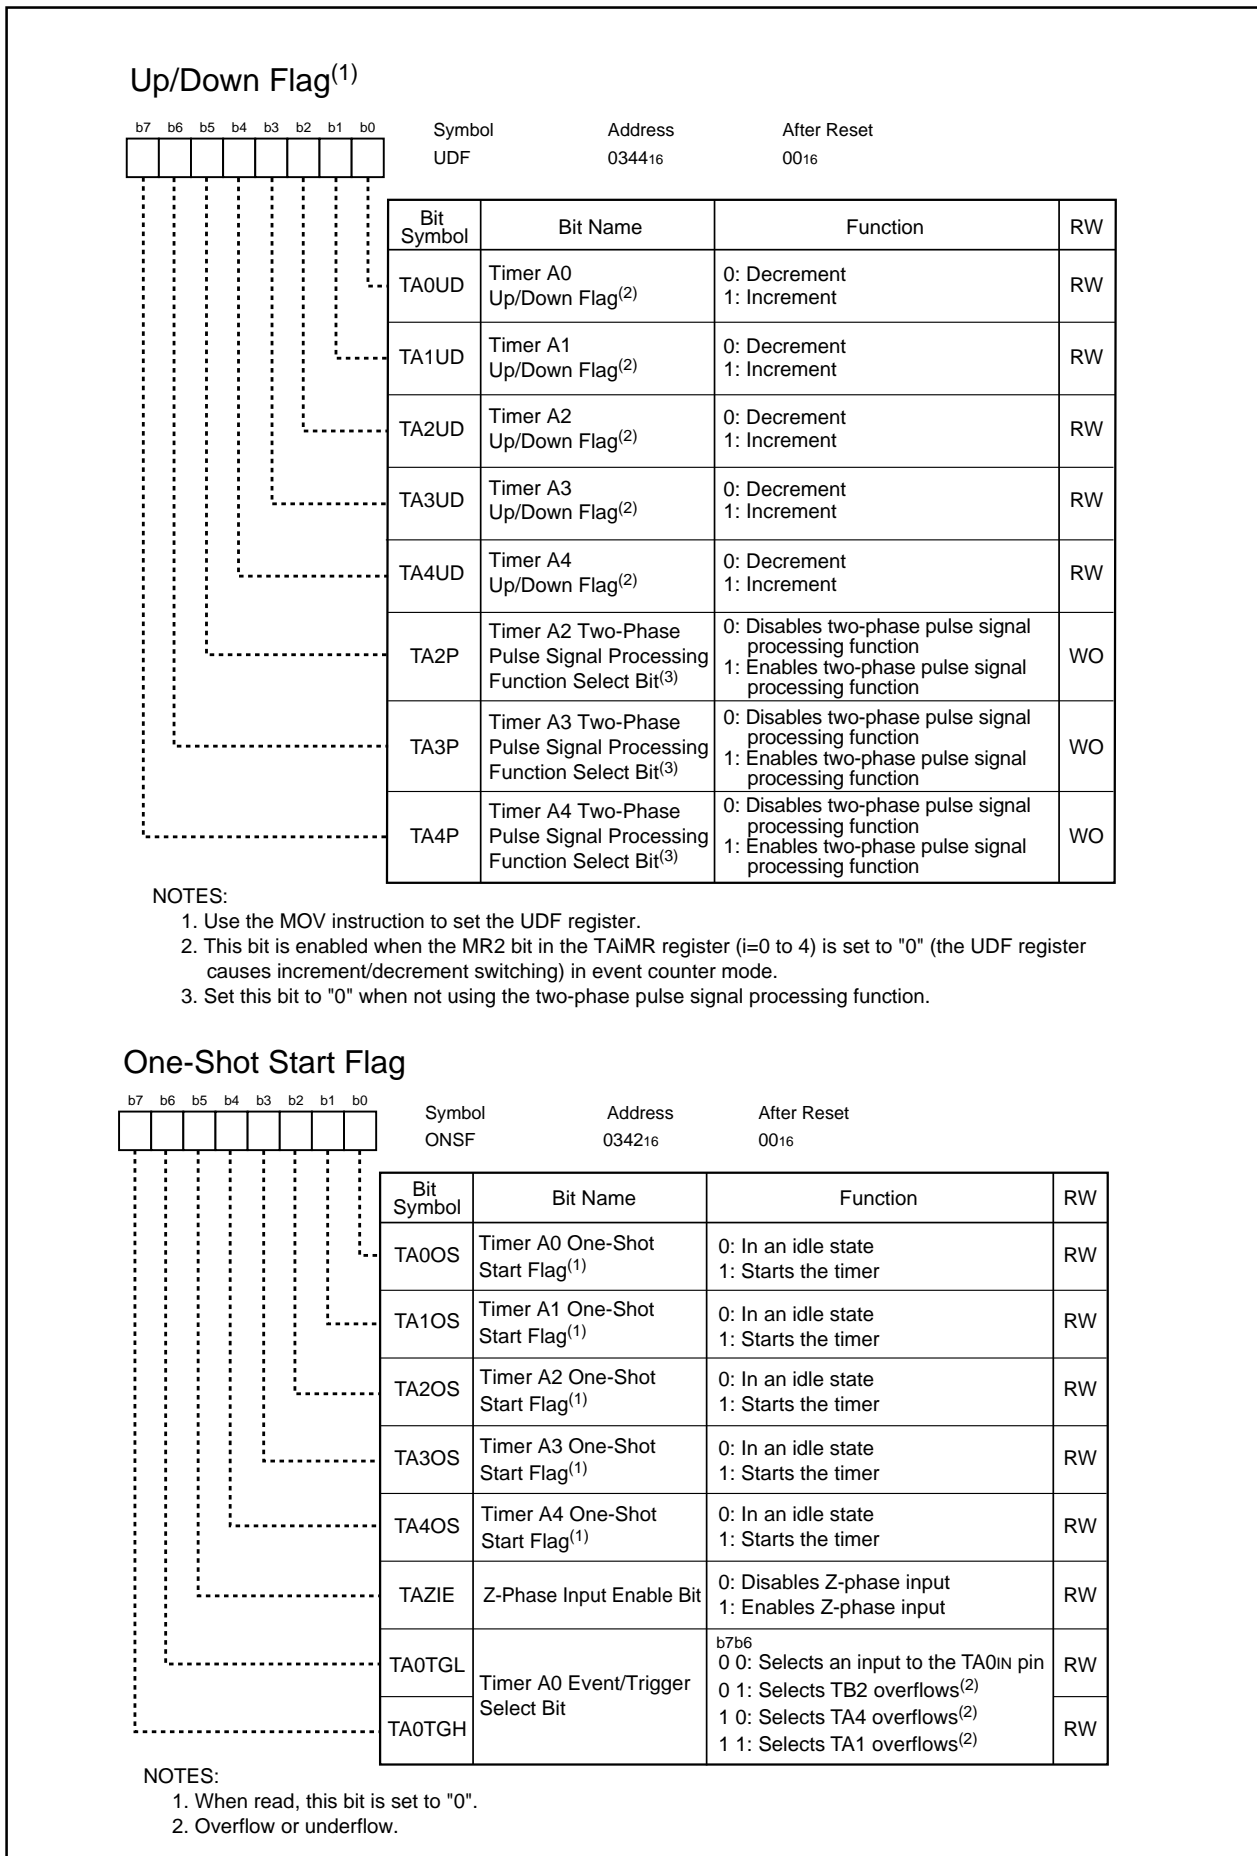 Up/Down Flag(1)
b7 b6 b5 b4 b3 b2 b1 b0
Symbol Address After Reset
UDF 034416 0016
Bit Symbol Bit Name Function RW
TA0UD Timer A0 Up/Down Flag(2) 0: Decrement 1: Increment RW
TA1UD Timer A1 Up/Down Flag(2) 0: Decrement 1: Increment RW
TA2UD Timer A2 Up/Down Flag(2) 0: Decrement 1: Increment RW
TA3UD Timer A3 Up/Down Flag(2) 0: Decrement 1: Increment RW
TA4UD Timer A4 Up/Down Flag(2) 0: Decrement 1: Increment RW
TA2P Timer A2 Two-Phase Pulse Signal Processing Function Select Bit(3) 0: Disables two-phase pulse signal processing function 1: Enables two-phase pulse signal processing function WO
TA3P Timer A3 Two-Phase Pulse Signal Processing Function Select Bit(3) 0: Disables two-phase pulse signal processing function 1: Enables two-phase pulse signal processing function WO
TA4P Timer A4 Two-Phase Pulse Signal Processing Function Select Bit(3) 0: Disables two-phase pulse signal processing function 1: Enables two-phase pulse signal processing function WO
NOTES:
1. Use the MOV instruction to set the UDF register.
2. This bit is enabled when the MR2 bit in the TAiMR register (i=0 to 4) is set to "0" (the UDF register
causes increment/decrement switching) in event counter mode.
3. Set this bit to "0" when not using the two-phase pulse signal processing function.
One-Shot Start Flag
b7 b6 b5 b4 b3 b2 b1 b0
Symbol Address After Reset
ONSF 034216 0016
Bit Symbol Bit Name Function RW
TA0OS Timer A0 One-Shot Start Flag(1) 0: In an idle state 1: Starts the timer RW
TA1OS Timer A1 One-Shot Start Flag(1) 0: In an idle state 1: Starts the timer RW
TA2OS Timer A2 One-Shot Start Flag(1) 0: In an idle state 1: Starts the timer RW
TA3OS Timer A3 One-Shot Start Flag(1) 0: In an idle state 1: Starts the timer RW
TA4OS Timer A4 One-Shot Start Flag(1) 0: In an idle state 1: Starts the timer RW
TAZIE Z-Phase Input Enable Bit 0: Disables Z-phase input 1: Enables Z-phase input RW
TA0TGL Timer A0 Event/Trigger Select Bit b7b6 0 0: Selects an input to the TA0IN pin RW
0 1: Selects TB2 overflows(2)
TA0TGH 1 0: Selects TA4 overflows(2) RW
1 1: Selects TA1 overflows(2)
NOTES:
1. When read, this bit is set to "0".
2. Overflow or underflow.